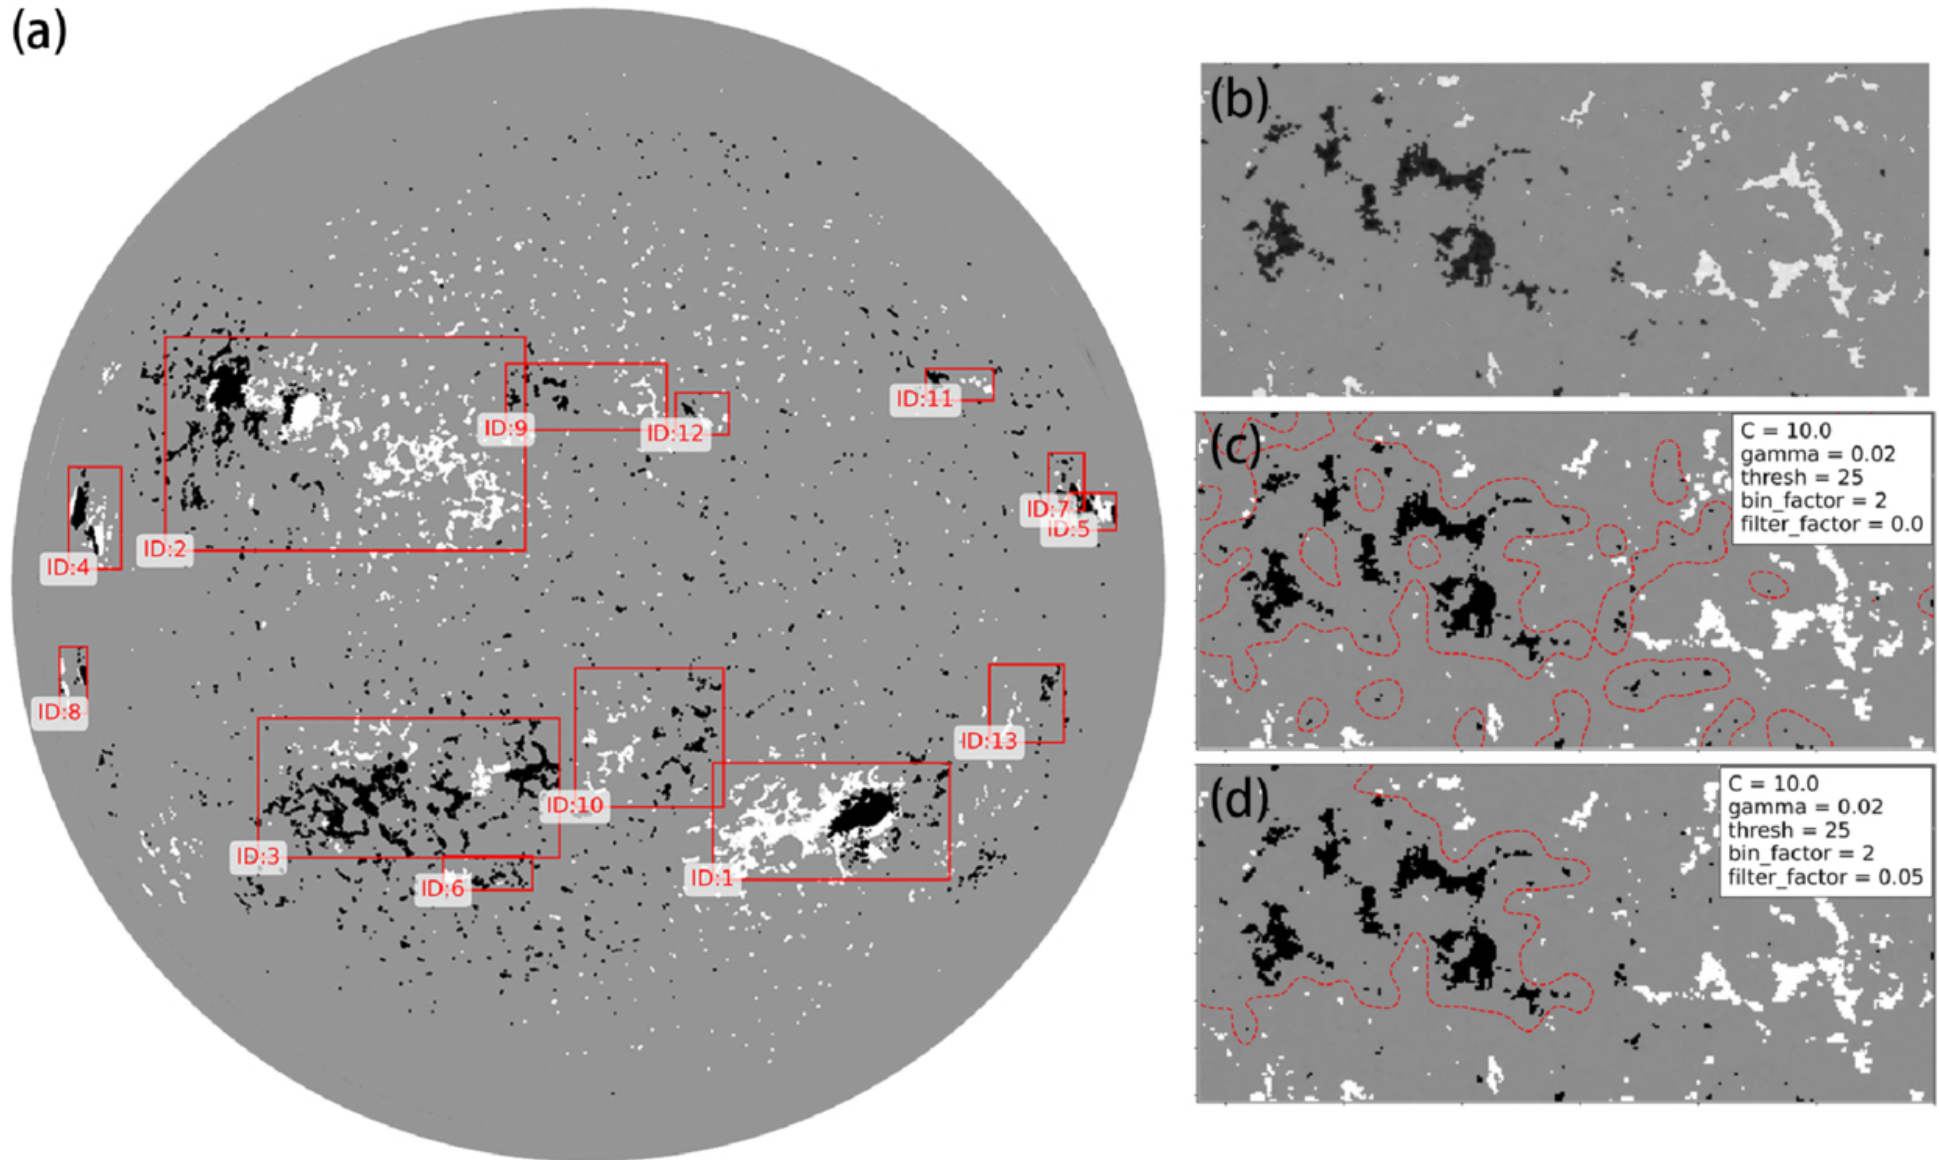 (a)
ID:11
ID:9
ID:12
ID:7
ID:5
ID:2
ID:4
ID:8
ID:13
ID:10
ID:3
ID:1
ID:6
(b)
(c)
C = 10.0
gamma = 0.02
thresh = 25
bin_factor = 2
filter_factor = 0.0
(d)
C = 10.0
gamma = 0.02
thresh = 25
bin_factor = 2
filter_factor = 0.05